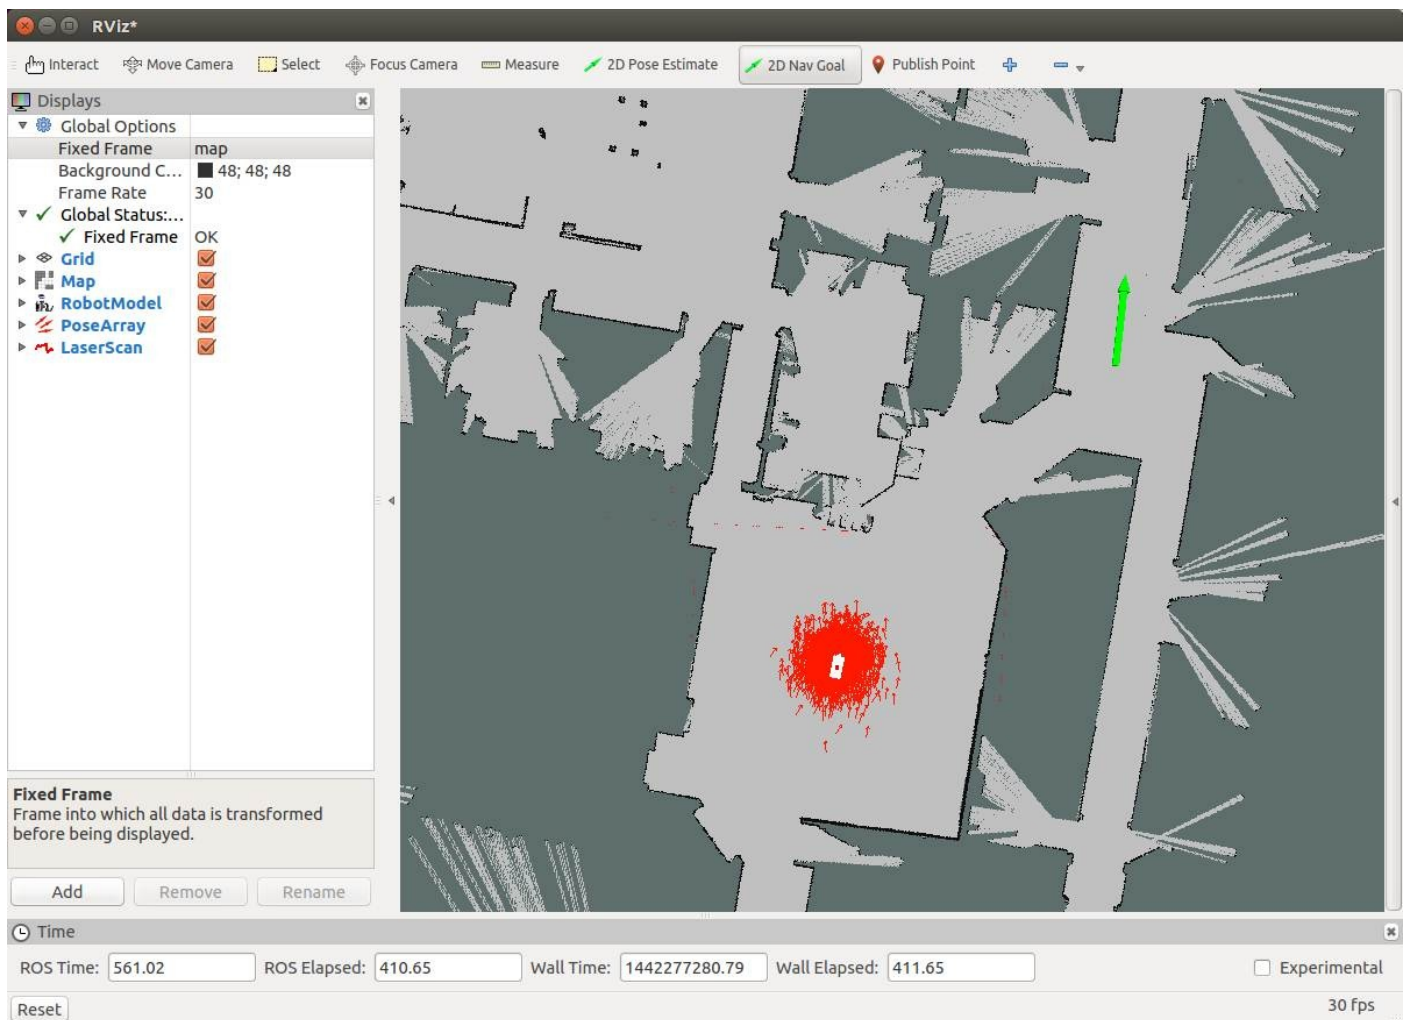 RViz*
Interact Move Camera Select Focus Camera Measure 2D Pose Estimate 2D Nav Goal Publish Point
Displays
Global Options
Fixed Frame map
Background C... 48; 48; 48
Frame Rate 30
Global Status:...
Fixed Frame OK
Grid
Map
RobotModel
PoseArray
LaserScan
Fixed Frame
Frame into which all data is transformed
before being displayed.
Add Remove Rename
Time
ROS Time: 561.02 ROS Elapsed: 410.65 Wall Time: 1442277280.79 Wall Elapsed: 411.65 Experimental
Reset 30 fps